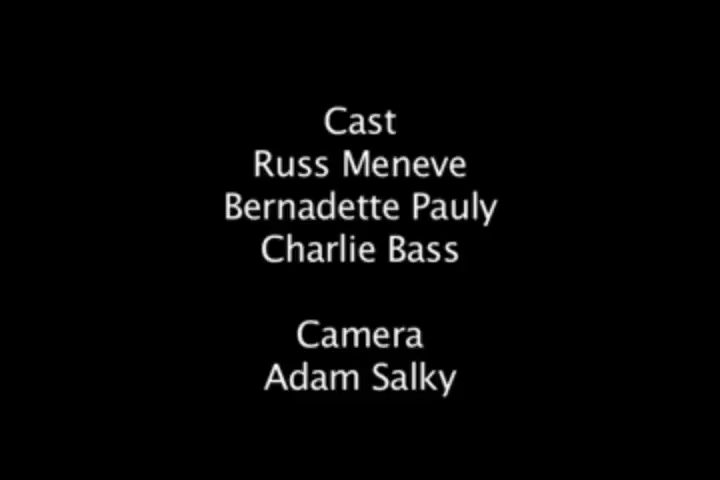 Cast
Russ Meneve
Bernadette Pauly
Charlie Bass
Camera
Adam Salky